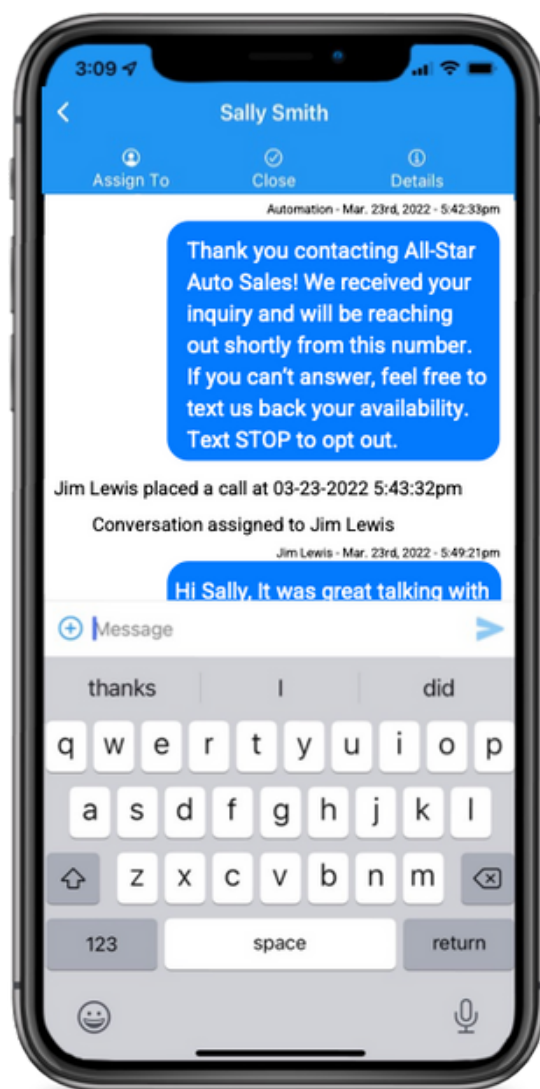 3:09
Sally Smith
Assign To Close Details
Automation - Mar. 23rd, 2022 - 5:42:33pm
Thank you contacting All-Star
Auto Sales! We received your
inquiry and will be reaching
out shortly from this number.
If you can't answer, feel free to
text us back your availability.
Text STOP to opt out.
Jim Lewis placed a call at 03-23-2022 5:43:32pm
Conversation assigned to Jim Lewis
Jim Lewis - Mar. 23rd, 2022 - 5:49:21pm
Hi Sally, It was great talking with
Message
thanks I did
q w e r t y u i o p
a s d f g h j k l
z x c v b n m
123 space return